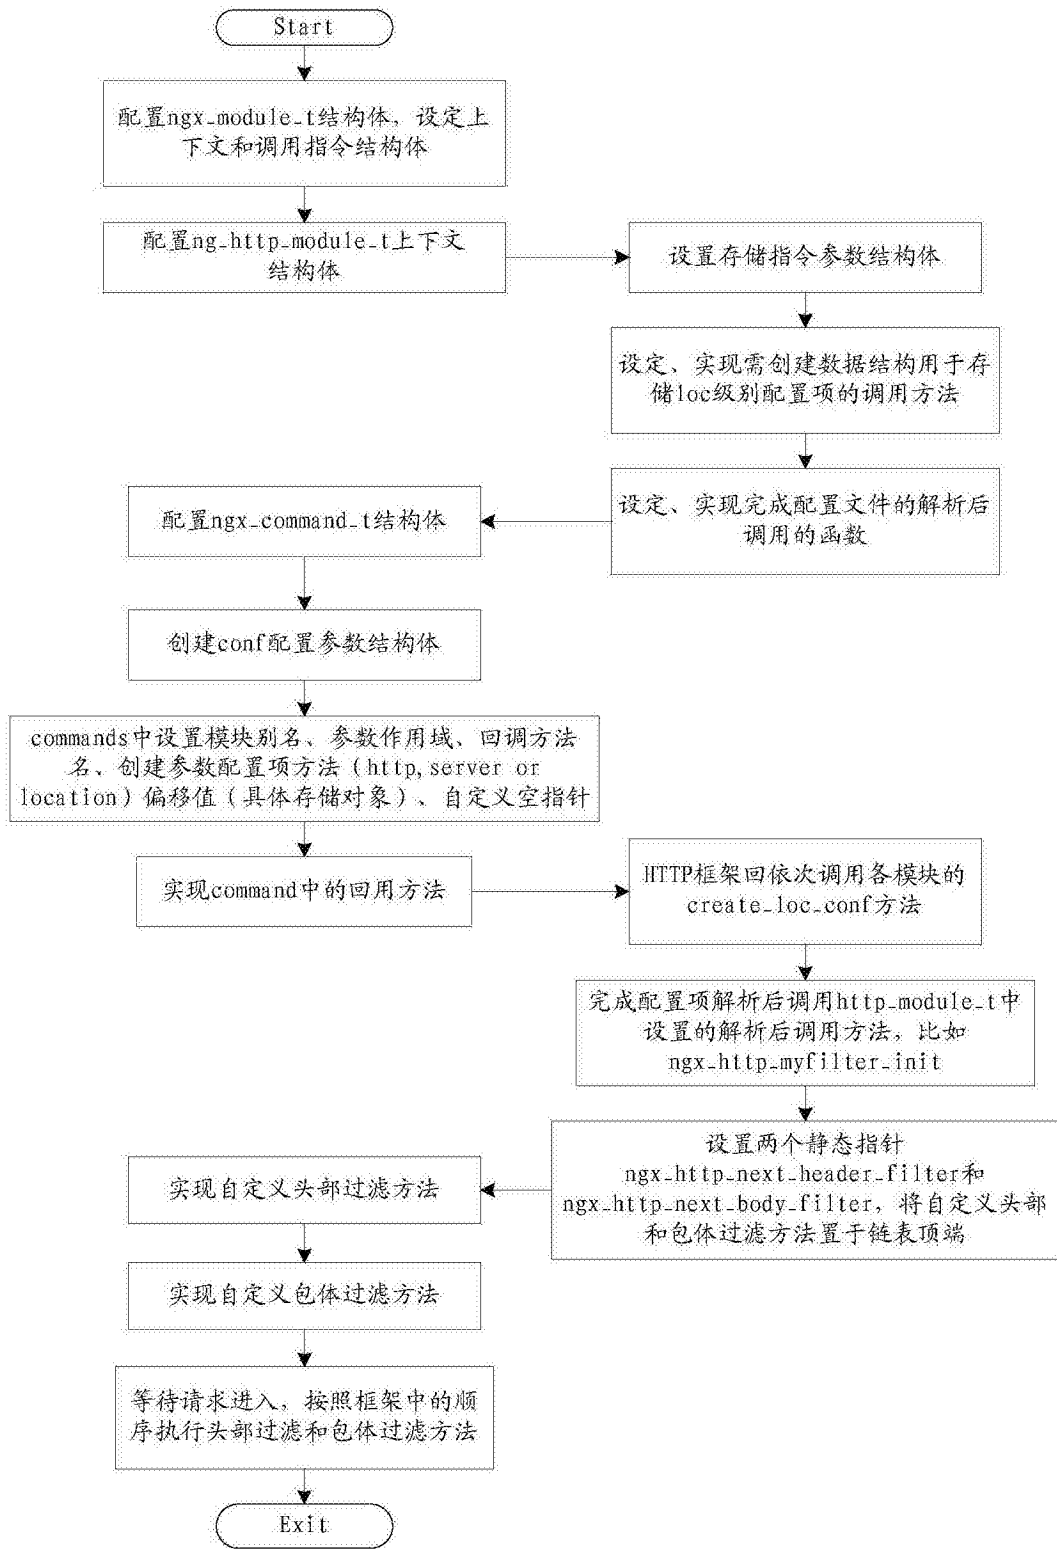 Start
配置ngx_module_t结构体，设定上
下文和调用指令结构体
配置ng_http_module_t上下文
结构体
设置存储指令参数结构体
设定、实现需创建数据结构用于存
储loc级别配置项的调用方法
设定、实现完成配置文件的解析后
调用的函数
配置ngx_command_t结构体
创建conf配置参数结构体
commands中设置模块别名、参数作用域、回调方法
名、创建参数配置项方法（http,server or
location）偏移值（具体存储对象）、自定义空指针
实现command中的回用方法
HTTP框架回依次调用各模块的
create_loc_conf方法
完成配置项解析后调用http_module_t中
设置的解析后调用方法，比如
ngx_http_myfilter_init
设置两个静态指针
ngx_http_next_header_filter和
ngx_http_next_body_filter，将自定义头部
和包体过滤方法置于链表顶端
实现自定义头部过滤方法
实现自定义包体过滤方法
等待请求进入，按照框架中的顺
序执行头部过滤和包体过滤方法
Exit